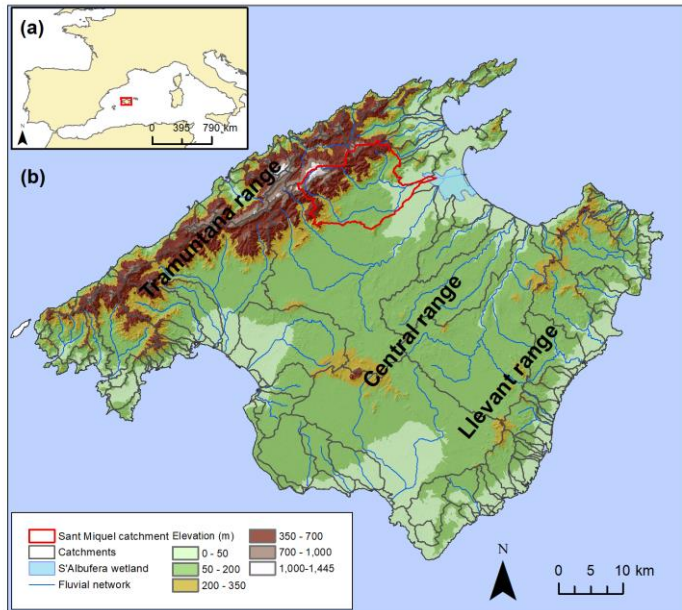 (a)
N
0 395 790 km
(b)
Tramuntana range
Central range
Llevant range
Sant Miquel catchment
Catchments
S'Albufera wetland
Fluvial network
Elevation (m)
0 - 50
50 - 200
200 - 350
350 - 700
700 - 1,000
1,000-1,445
N
0 5 10 km